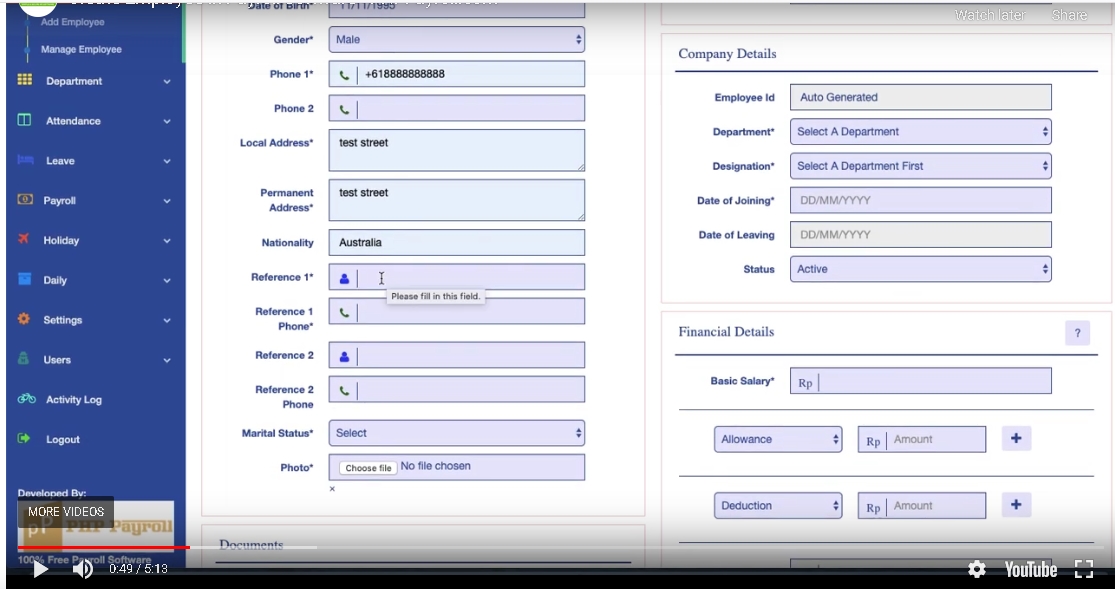 Watch later
Share
Add Employee
Manage Employee
Department
Attendance
Leave
Payroll
Holiday
Daily
Settings
Users
Activity Log
Logout
Developed By:
MORE VIDEOS
PHP Payroll
100% Free Payroll Software
Date of Birth*
11/11/1995
Gender*
Male
Phone 1*
+618888888888
Phone 2
Local Address*
test street
Permanent
Address*
test street
Nationality
Australia
Reference 1*
Please fill in this field.
Reference 1
Phone*
Reference 2
Reference 2
Phone
Marital Status*
Select
Photo*
Choose file No file chosen
×
Documents
Company Details
Employee Id
Auto Generated
Department*
Select A Department
Designation*
Select A Department First
Date of Joining*
DD/MM/YYYY
Date of Leaving
DD/MM/YYYY
Status
Active
Financial Details
?
Basic Salary*
Rp
Allowance
Rp
Amount
+
Deduction
Rp
Amount
+
0:49 / 5:13
YouTube